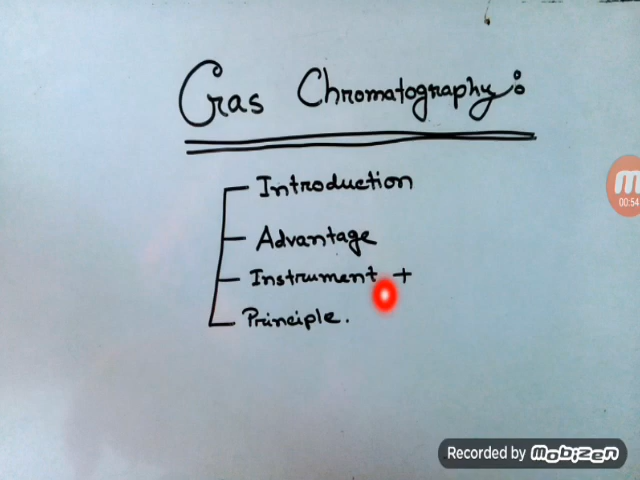 Gas Chromatography:
Introduction
Advantage
Instrument +
Principle.
00:54
Recorded by mobizen